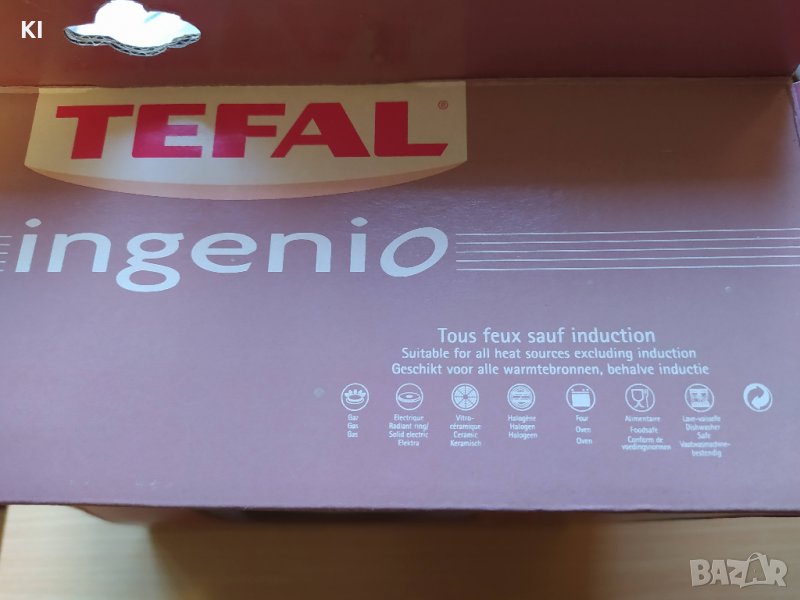 KI
TEFAL®
ingenio
Tous feux sauf induction
Suitable for all heat sources excluding induction
Geschikt voor alle warmtebronnen, behalve inductie
Gaz
Gas
Gas
Electrique
Radiant ring/
Solid electric
Elektra
Vitro-
céramique
Ceramic
Keramisch
Halogène
Halogen
Halogeen
Four
Oven
Oven
Alimentaire
Foodsafe
Conform de
voedingsnormen
Lave-vaisselle
Dishwasher
Safe
Vaatwasmachine-
bestendig
BAZAR